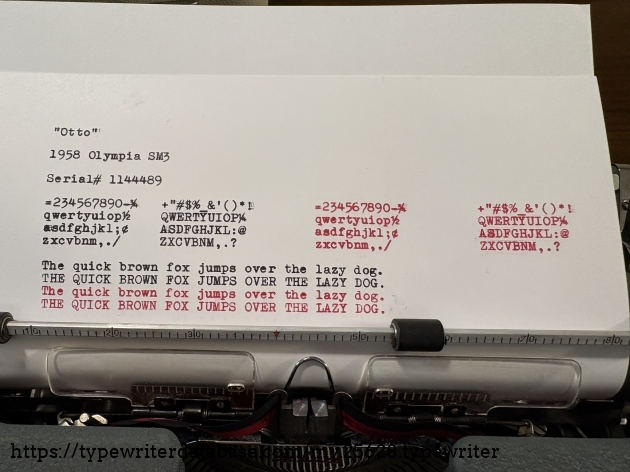 "Otto"
1958 Olympia SM3
Serial# 1144489
=234567890-¾ +"#$% &'()*! =234567890-¾ +"#$% &'()*!
qwertyuiop½ QWERTYUIOP¼ qwertyuiop½ QWERTYUIOP¼
asdfghjkl;¢ ASDFGHJKL:@ asdfghjkl;¢ ASDFGHJKL:@
zxcvbnm,./ ZXCVBNM,.? zxcvbnm,./ ZXCVBNM,.?
The quick brown fox jumps over the lazy dog.
THE QUICK BROWN FOX JUMPS OVER THE LAZY DOG.
The quick brown fox jumps over the lazy dog.
THE QUICK BROWN FOX JUMPS OVER THE LAZY DOG.